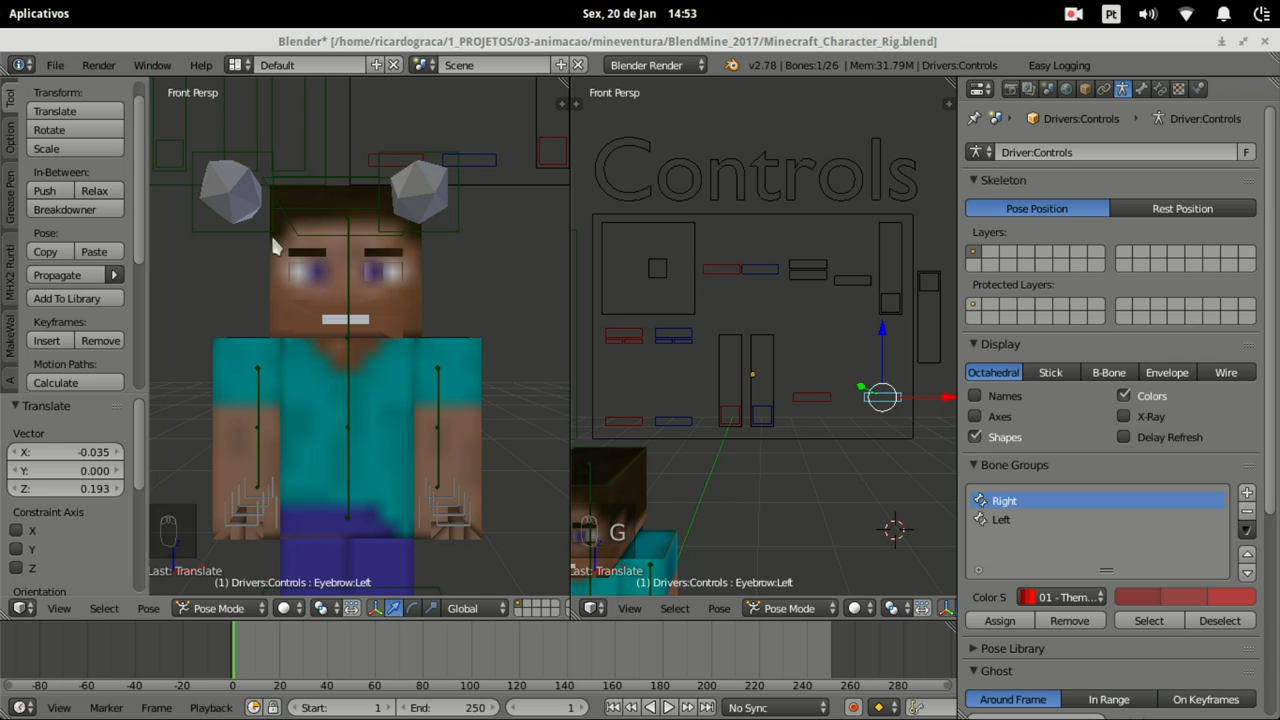 Aplicativos
Sex, 20 de Jan 14:53
Pt
Blender* [/home/ricardograca/1_PROJETOS/03-animacao/mineventura/BlendMine_2017/Minecraft_Character_Rig.blend]
File Render Window Help Default Scene Blender Render v2.78 | Bones:1/26 | Mem:31.79M | Drivers:Controls Easy Logging
Tool
Option
Grease Pen
MHX2 Runti
MakeWal
A
Transform:
Translate
Rotate
Scale
In-Between:
Push Relax
Breakdowner
Pose:
Copy Paste
Propagate
Add To Library
Keyframes:
Insert Remove
Motion Paths:
Calculate
Translate
Vector
X: -0.035
Y: 0.000
Z: 0.193
Constraint Axis
X
Y
Z
Orientation
Front Persp
Last: Translate
(1) Drivers:Controls : Eyebrow:Left
View Select Pose Pose Mode Global
Front Persp
Controls
G
Last: Translate
(1) Drivers:Controls : Eyebrow:Left
View Select Pose Pose Mode
Drivers:Controls Driver:Controls
Driver:Controls F
Skeleton
Pose Position Rest Position
Layers:
Protected Layers:
Display
Octahedral Stick B-Bone Envelope Wire
Names Colors
Axes X-Ray
Shapes Delay Refresh
Bone Groups
Right
Left
Color S 01 - Them...
Assign Remove Select Deselect
Pose Library
Ghost
Around Frame In Range On Keyframes
-80 -60 -40 -20 0 20 40 60 80 100 120 140 160 180 200 220 240 260 280
View Marker Frame Playback Start: 1 End: 250 1 No Sync